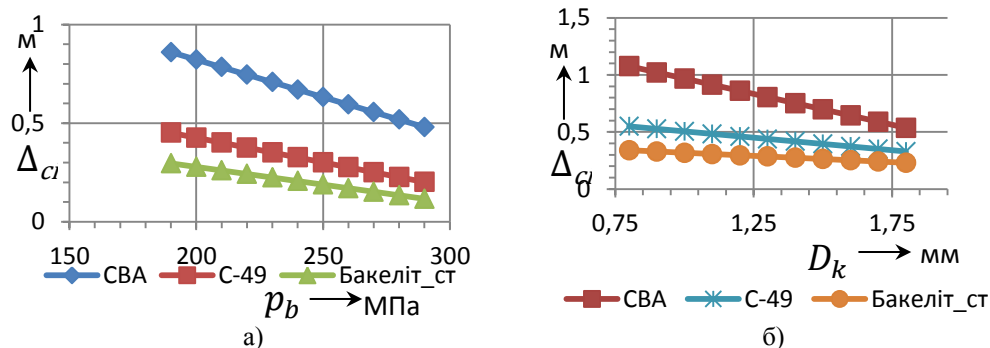 1
м
0,5
Δcl
0
150
200
250
300
СВА
С-49
Бакеліт_ст
pb → МПа
а)
1,5
м
1
0,5
Δcl
0
0,75
1,25
1,75
Dk → мм
СВА
С-49
Бакеліт_ст
б)